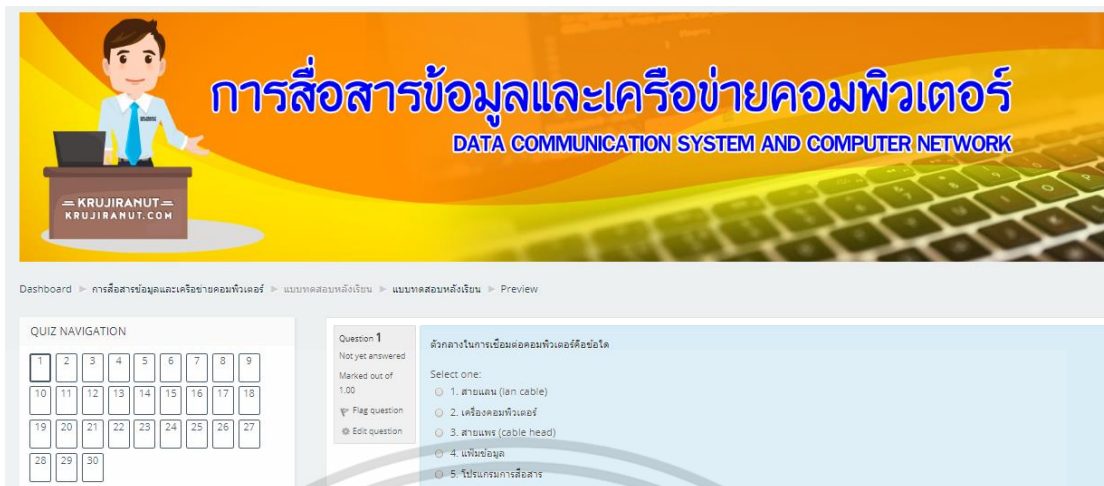 การสื่อสารข้อมูลและเครือข่ายคอมพิวเตอร์
DATA COMMUNICATION SYSTEM AND COMPUTER NETWORK
KRUJIRANUT
KRUJIRANUT.COM
Dashboard ► การสื่อสารข้อมูลและเครือข่ายคอมพิวเตอร์ ► แบบทดสอบหลังเรียน ► แบบทดสอบหลังเรียน ► Preview
QUIZ NAVIGATION
1 2 3 4 5 6 7 8 9
10 11 12 13 14 15 16 17 18
19 20 21 22 23 24 25 26 27
28 29 30
Question 1
Not yet answered
Marked out of
1.00
Flag question
Edit question
ตัวกลางในการเชื่อมต่อคอมพิวเตอร์คือข้อใด
Select one:
1. สายแลน (lan cable)
2. เครื่องคอมพิวเตอร์
3. สายแพร (cable head)
4. แฟ้มข้อมูล
5. โปรแกรมการสื่อสาร